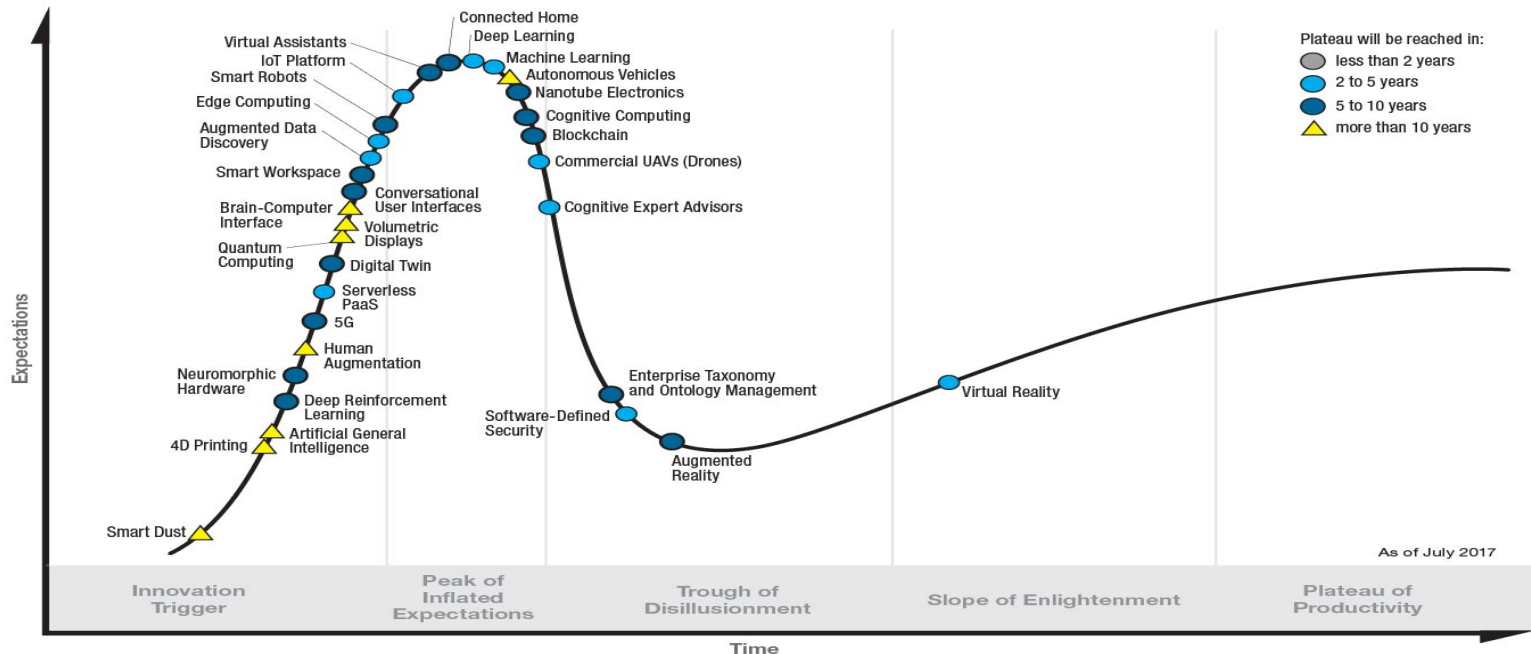 Connected Home
Deep Learning
Virtual Assistants
IoT Platform
Smart Robots
Edge Computing
Augmented Data
Discovery
Smart Workspace
Brain-Computer
Interface
Quantum
Computing
Machine Learning
Autonomous Vehicles
Nanotube Electronics
Cognitive Computing
Blockchain
Commercial UAVs (Drones)
Cognitive Expert Advisors
Conversational
User Interfaces
Volumetric
Displays
Digital Twin
Serverless
PaaS
5G
Human
Augmentation
Neuromorphic
Hardware
Deep Reinforcement
Learning
Artificial General
Intelligence
4D Printing
Smart Dust
Enterprise Taxonomy
and Ontology Management
Software-Defined
Security
Augmented
Reality
Virtual Reality
Plateau will be reached in:
less than 2 years
2 to 5 years
5 to 10 years
more than 10 years
As of July 2017
Expectations
Innovation
Trigger
Peak of
Inflated
Expectations
Trough of
Disillusionment
Slope of Enlightenment
Plateau of
Productivity
Time